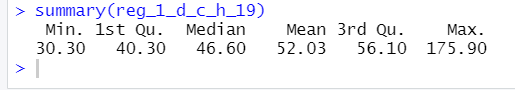 > summary(reg_1_d_c_h_19)
Min. 1st Qu. Median Mean 3rd Qu. Max.
30.30 40.30 46.60 52.03 56.10 175.90
>